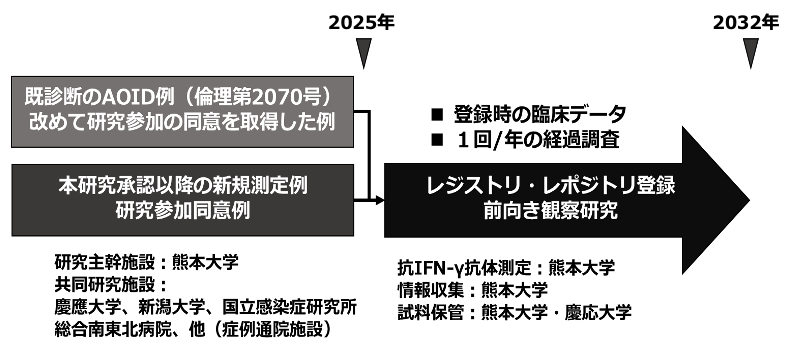 2025年
2032年
既診断のAOID例（倫理第2070号）
改めて研究参加の同意を取得した例
■ 登録時の臨床データ
■ １回/年の経過調査
本研究承認以降の新規測定例
研究参加同意例
レジストリ・レポジトリ登録
前向き観察研究
研究主幹施設：熊本大学
共同研究施設：
慶應大学、新潟大学、国立感染症研究所
総合南東北病院、他（症例通院施設）
抗IFN-γ抗体測定：熊本大学
情報収集：熊本大学
試料保管：熊本大学・慶応大学